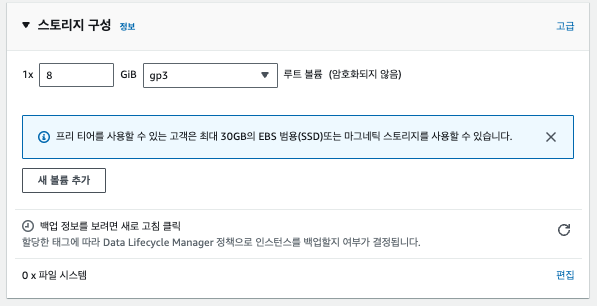 스토리지 구성 정보 고급
1x 8 GiB gp3 루트 볼륨 (암호화되지 않음)
프리 티어를 사용할 수 있는 고객은 최대 30GB의 EBS 범용(SSD)또는 마그네틱 스토리지를 사용할 수 있습니다.
새 볼륨 추가
백업 정보를 보려면 새로 고침 클릭
할당한 태그에 따라 Data Lifecycle Manager 정책으로 인스턴스를 백업할지 여부가 결정됩니다.
0 x 파일 시스템 편집